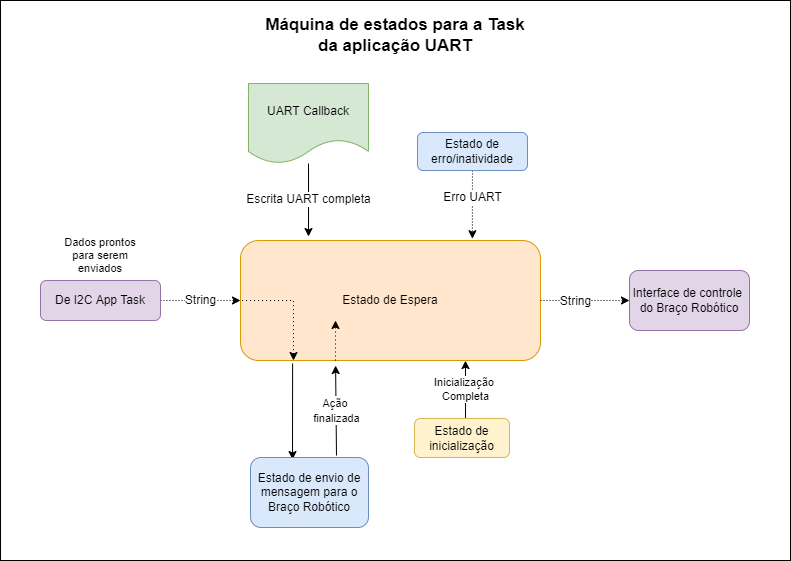 Máquina de estados para a Task
da aplicação UART
UART Callback
Estado de
erro/inatividade
Escrita UART completa
Erro UART
Dados prontos
para serem
enviados
De I2C App Task
String
Estado de Espera
String
Interface de controle
do Braço Robótico
Inicialização
Completa
Ação
finalizada
Estado de
inicialização
Estado de envio de
mensagem para o
Braço Robótico